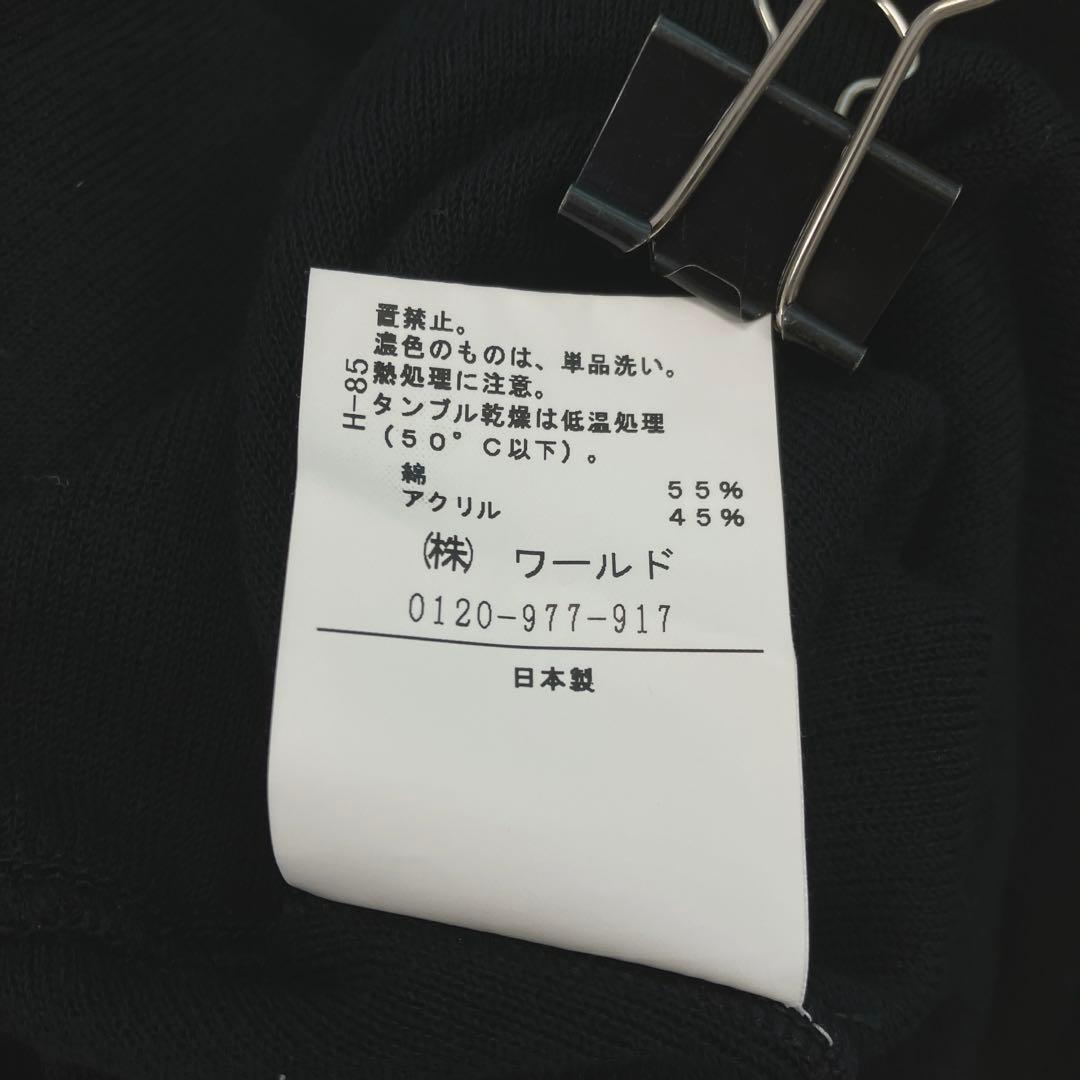 置禁止。
濃色のものは、単品洗い。
熱処理に注意。
タンブル乾燥は低温処理
(50°C以下)。
H-85
綿 55%
アクリル 45%
㈱ ワールド
0120-977-917
日本製